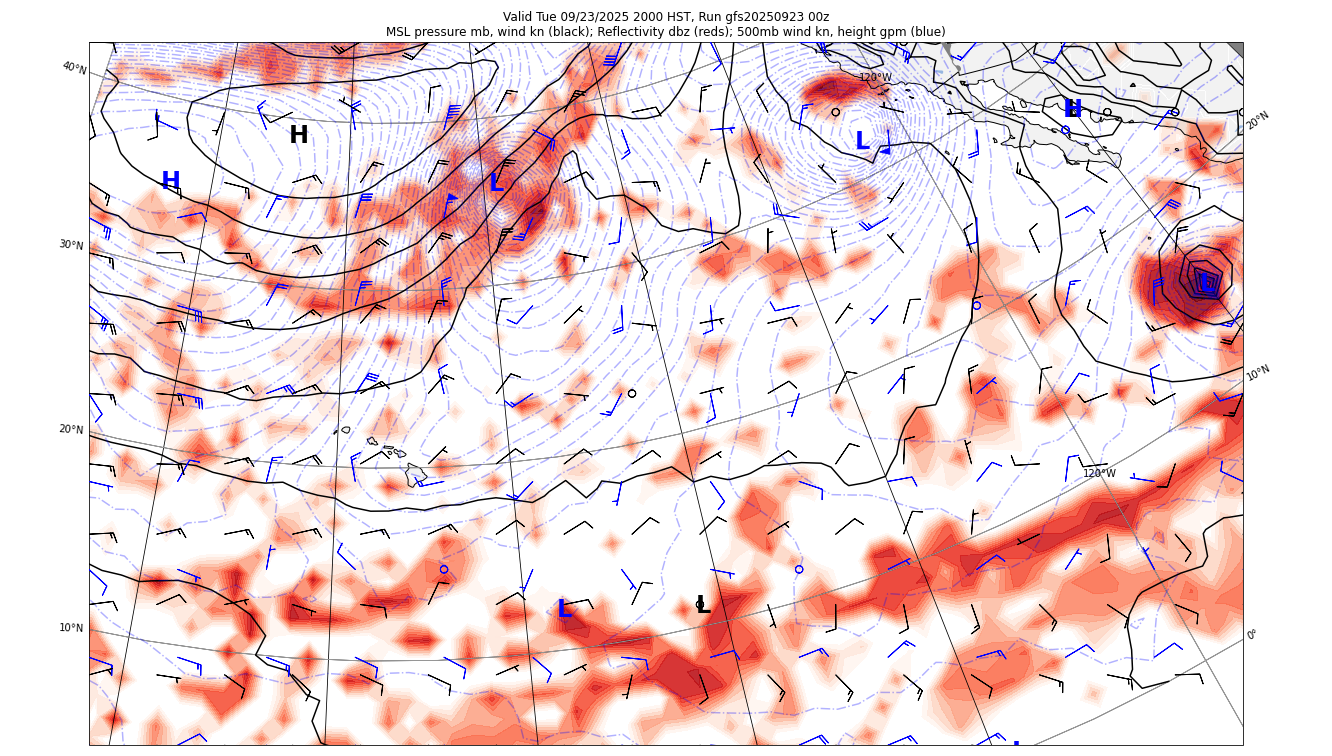 Valid Tue 09/23/2025 2000 HST, Run gfs20250923 00z
MSL pressure mb, wind kn (black); Reflectivity dbz (reds); 500mb wind kn, height gpm (blue)
40°N
120°W
H
20°N
H
L
H
L
30°N
L
10°N
20°N
120°W
L
L
10°N
0°
L